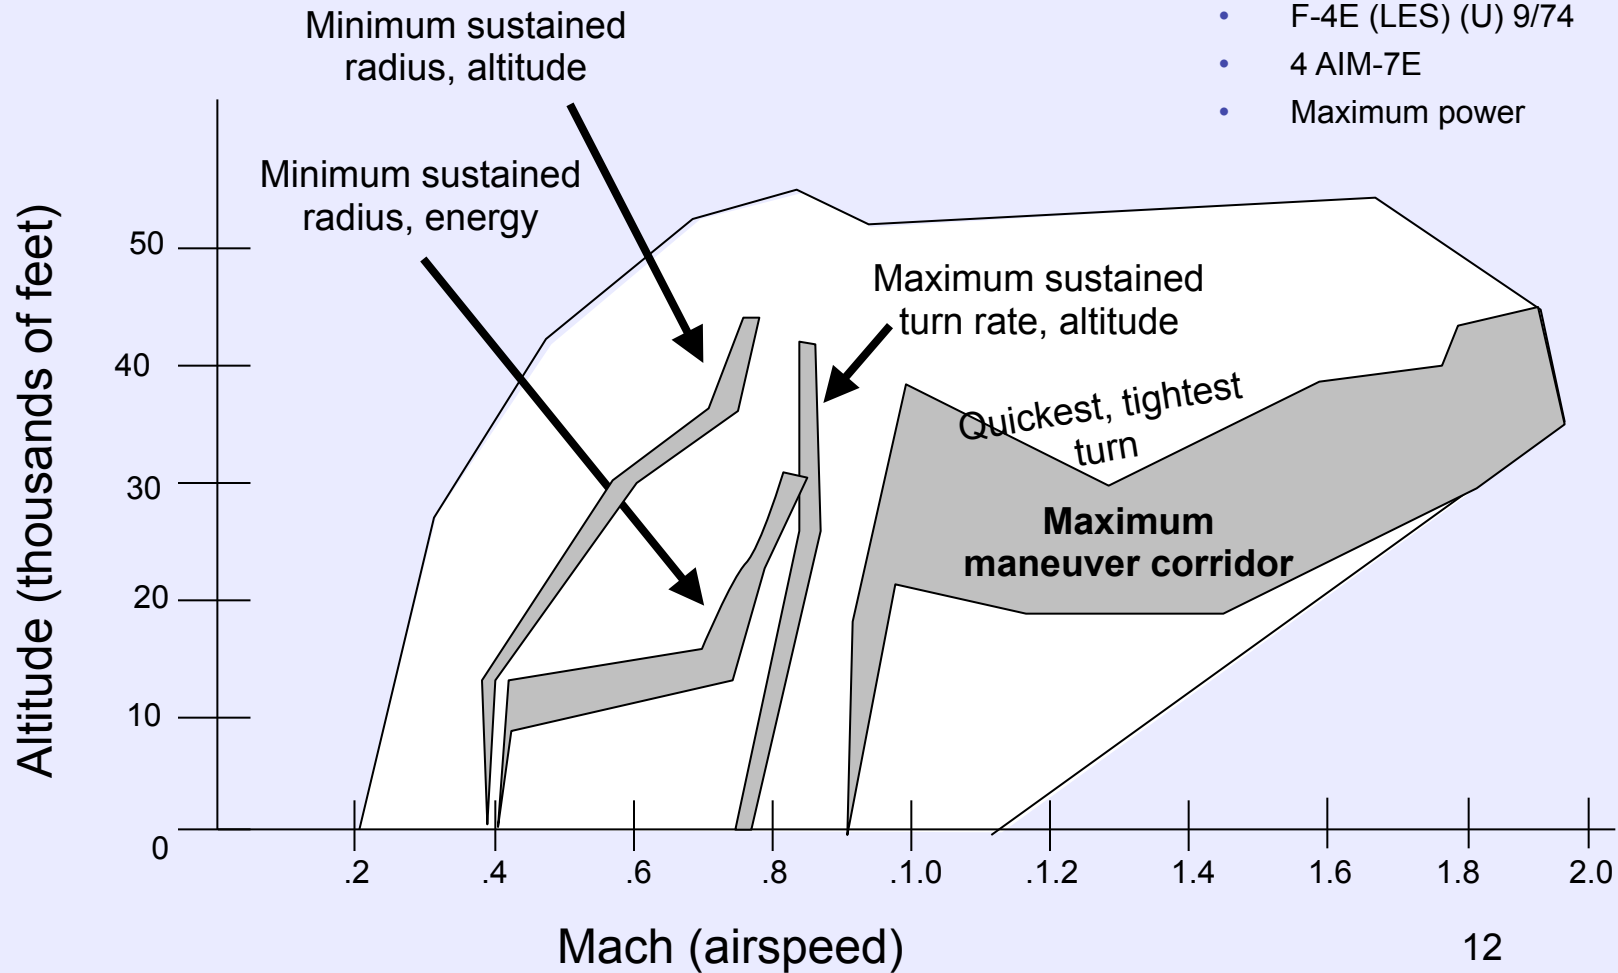 Minimum sustained
radius, altitude
• F-4E (LES) (U) 9/74
• 4 AIM-7E
• Maximum power
Minimum sustained
radius, energy
Maximum sustained
turn rate, altitude
Quickest, tightest
turn
Maximum
maneuver corridor
Altitude (thousands of feet)
50
40
30
20
10
0
.2 .4 .6 .8 .1.0 .1.2 1.4 1.6 1.8 2.0
Mach (airspeed)
12